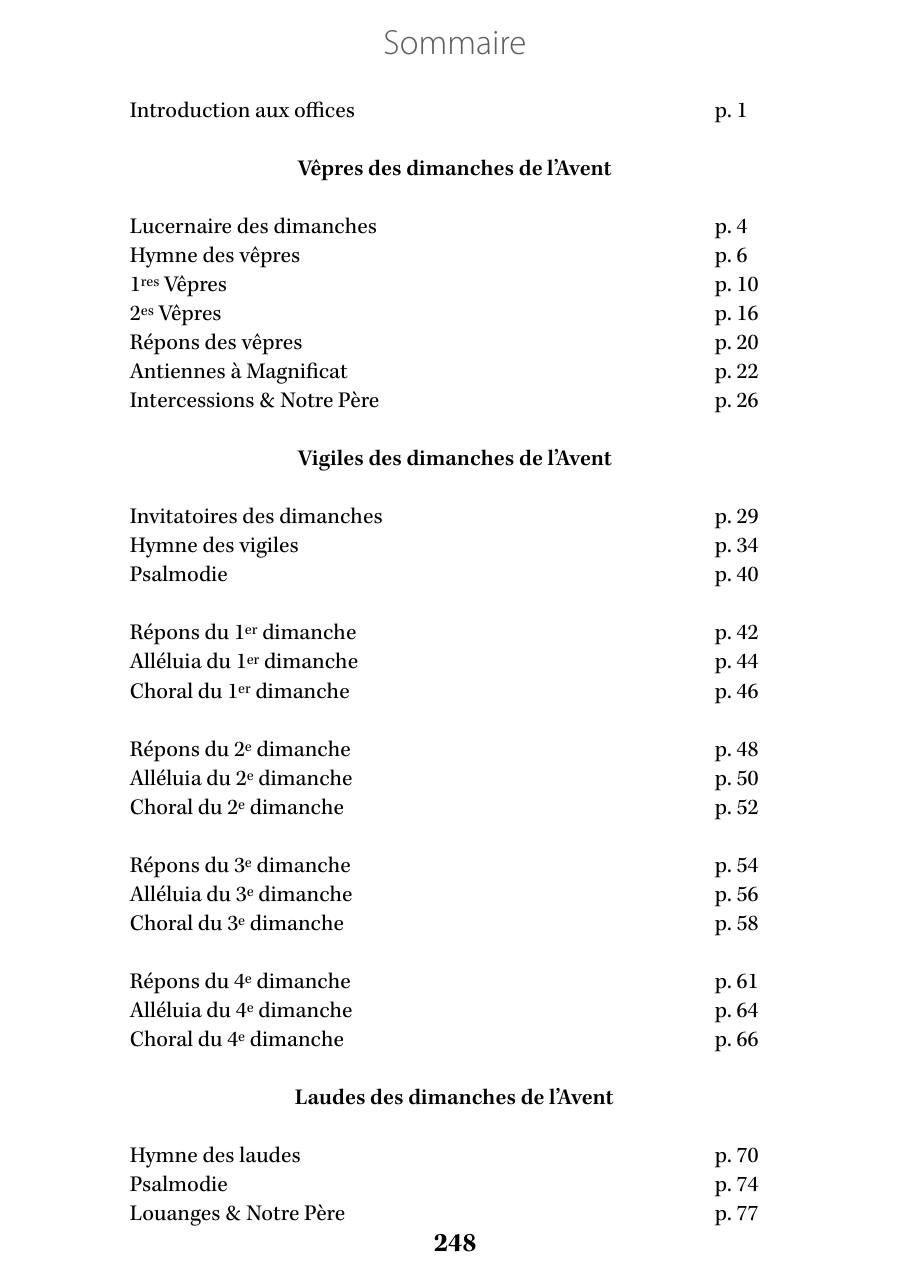 Sommaire
Introduction aux offices p. 1
Vêpres des dimanches de l’Avent
Lucernaire des dimanches p. 4
Hymne des vêpres p. 6
1res Vêpres p. 10
2es Vêpres p. 16
Répons des vêpres p. 20
Antiennes à Magnificat p. 22
Intercessions & Notre Père p. 26
Vigiles des dimanches de l’Avent
Invitatoires des dimanches p. 29
Hymne des vigiles p. 34
Psalmodie p. 40
Répons du 1er dimanche p. 42
Alléluia du 1er dimanche p. 44
Choral du 1er dimanche p. 46
Répons du 2e dimanche p. 48
Alléluia du 2e dimanche p. 50
Choral du 2e dimanche p. 52
Répons du 3e dimanche p. 54
Alléluia du 3e dimanche p. 56
Choral du 3e dimanche p. 58
Répons du 4e dimanche p. 61
Alléluia du 4e dimanche p. 64
Choral du 4e dimanche p. 66
Laudes des dimanches de l’Avent
Hymne des laudes p. 70
Psalmodie p. 74
Louanges & Notre Père p. 77
248